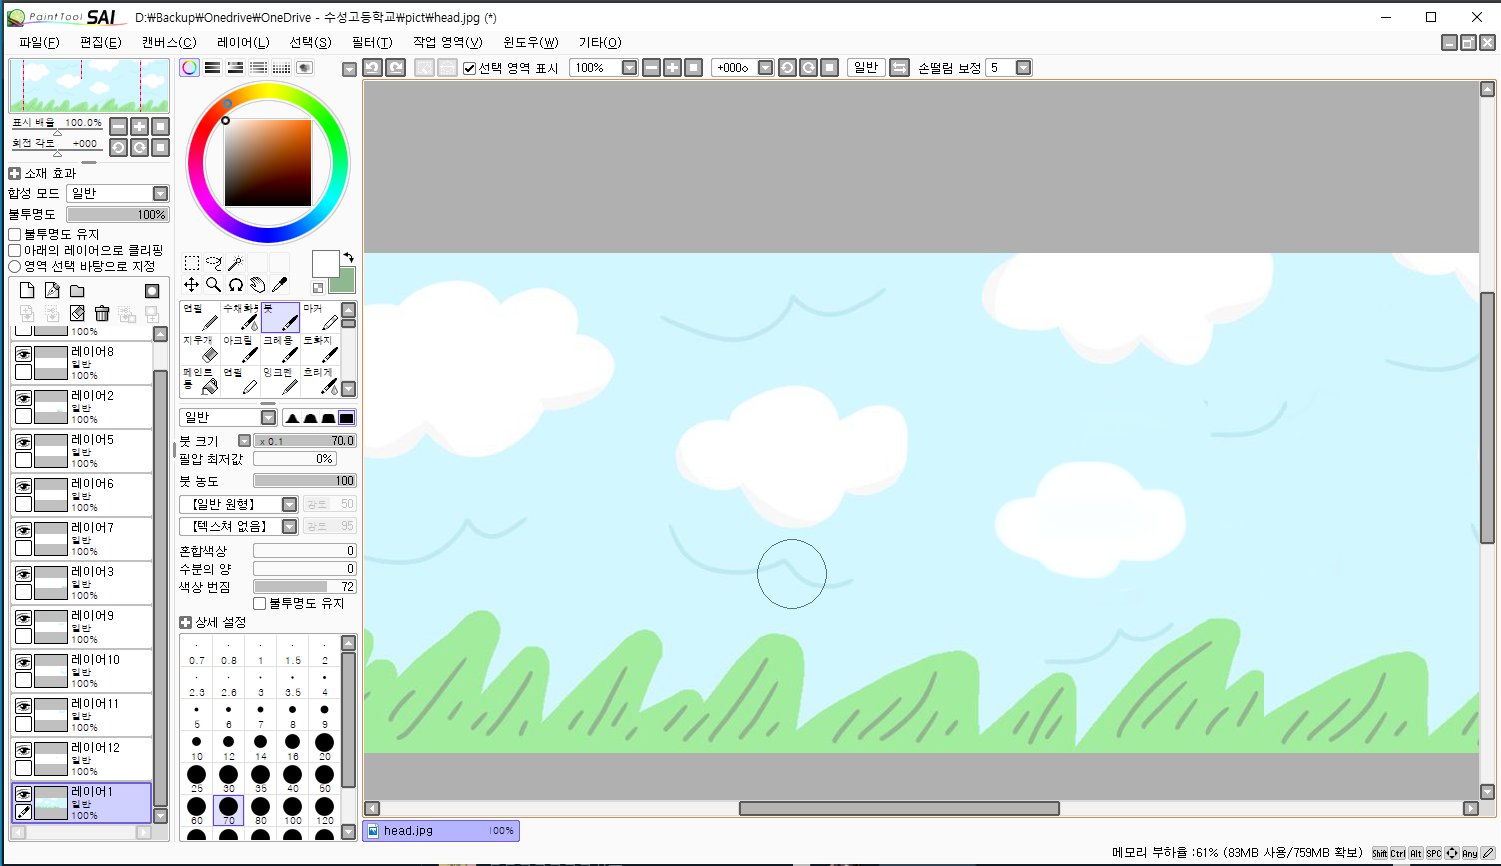 PaintTool SAI D:₩Backup₩Onedrive₩OneDrive - 수성고등학교₩pict₩head.jpg (*)
파일(F) 편집(E) 캔버스(C) 레이어(L) 선택(S) 필터(T) 작업 영역(V) 윈도우(W) 기타(O)
선택 영역 표시 100% +000o 일반 손떨림 보정 5
표시 배율 100.0%
회전 각도 +000
소재 효과
합성 모드 일반
불투명도 100%
불투명도 유지
아래의 레이어으로 클리핑
영역 선택 바탕으로 지정
100%
레이어8
일반
100%
레이어2
일반
100%
레이어5
일반
100%
레이어6
일반
100%
레이어7
일반
100%
레이어3
일반
100%
레이어9
일반
100%
레이어10
일반
100%
레이어11
일반
100%
레이어12
일반
100%
레이어1
일반
100%
연필 수채화붓 붓 마커
지우개 아크릴 크레용 도화지
페인트통 연필 잉크펜 흐리게
일반
붓 크기 x 0.1 70.0
필압 최저값 0%
붓 농도 100
【일반 원형】 강도 50
【텍스쳐 없음】 강도 95
혼합색상 0
수분의 양 0
색상 번짐 72
불투명도 유지
상세 설정
0.7 0.8 1 1.5 2
2.3 2.6 3 3.5 4
5 6 7 8 9
10 12 14 16 20
25 30 35 40 50
60 70 80 100 120
head.jpg 100%
메모리 부하율 :61% (83MB 사용/759MB 확보) Shift Ctrl Alt SPC Any